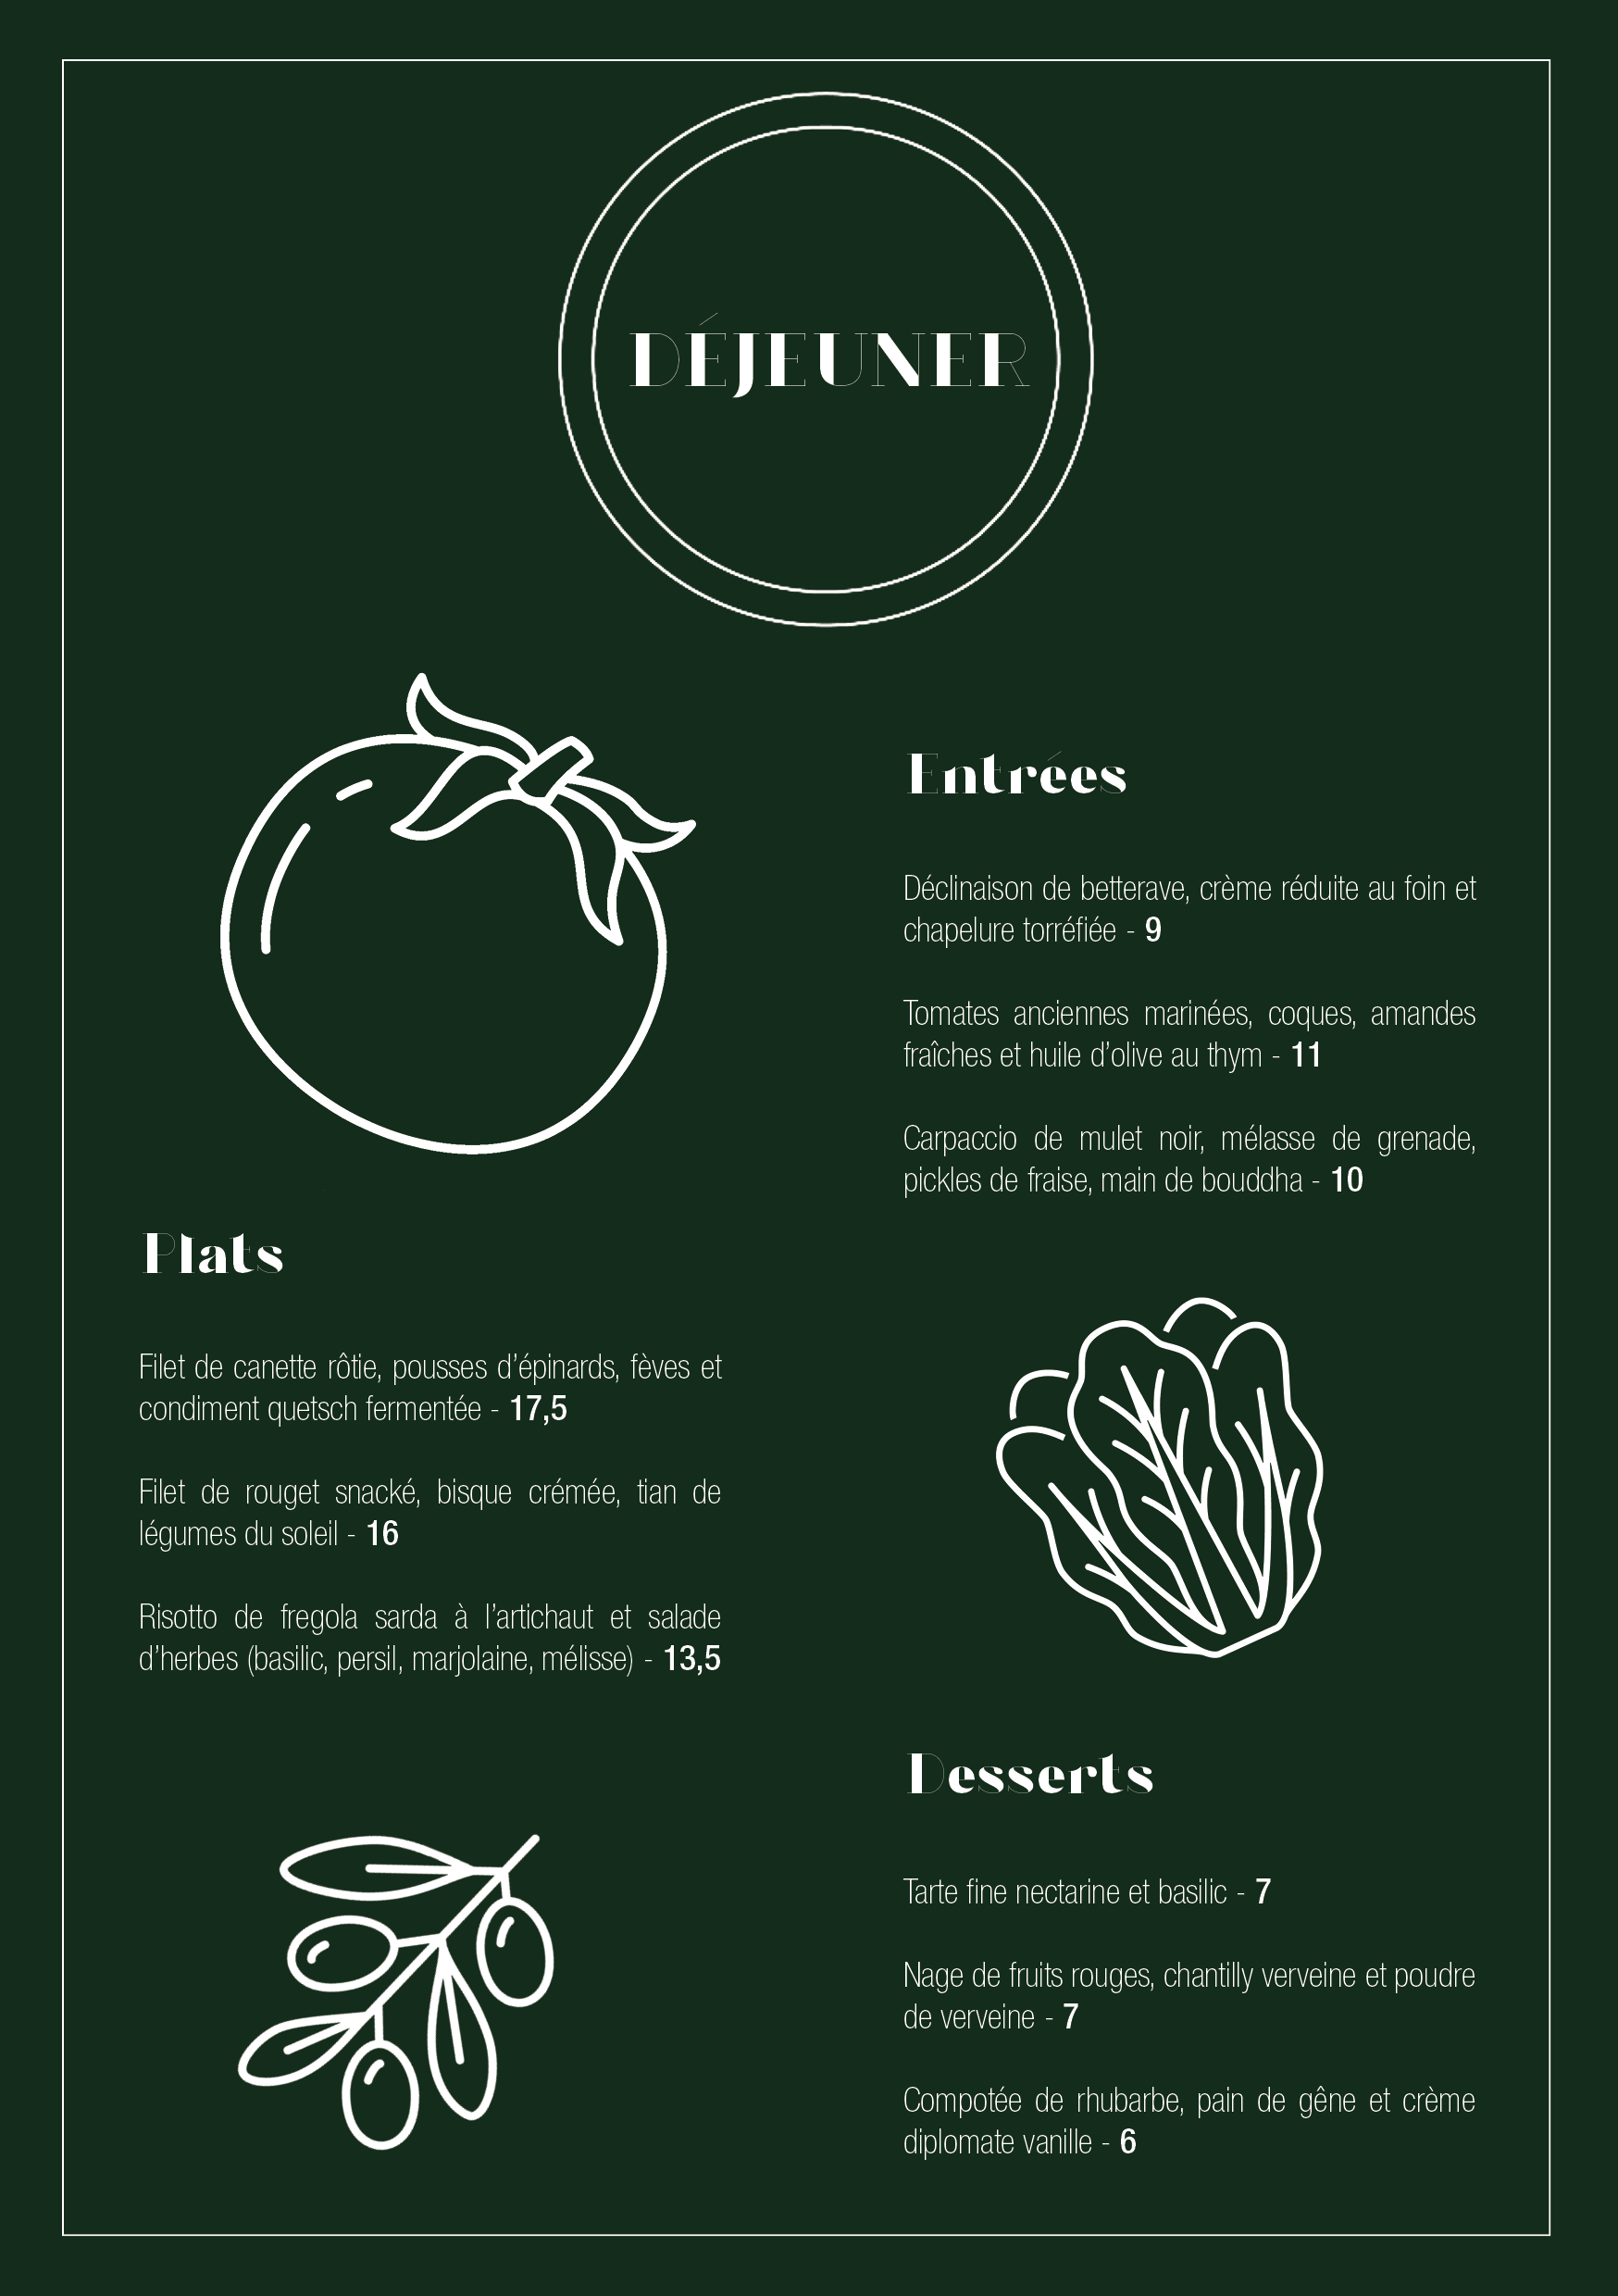 DÉJEUNER
Entrées
Déclinaison de betterave, crème réduite au foin et
chapelure torréfiée - 9
Tomates anciennes marinées, coques, amandes
fraîches et huile d’olive au thym - 11
Carpaccio de mulet noir, mélasse de grenade,
pickles de fraise, main de bouddha - 10
Plats
Filet de canette rôtie, pousses d’épinards, fèves et
condiment quetsch fermentée - 17,5
Filet de rouget snacké, bisque crémée, tian de
légumes du soleil - 16
Risotto de fregola sarda à l’artichaut et salade
d’herbes (basilic, persil, marjolaine, mélisse) - 13,5
Desserts
Tarte fine nectarine et basilic - 7
Nage de fruits rouges, chantilly verveine et poudre
de verveine - 7
Compotée de rhubarbe, pain de gêne et crème
diplomate vanille - 6